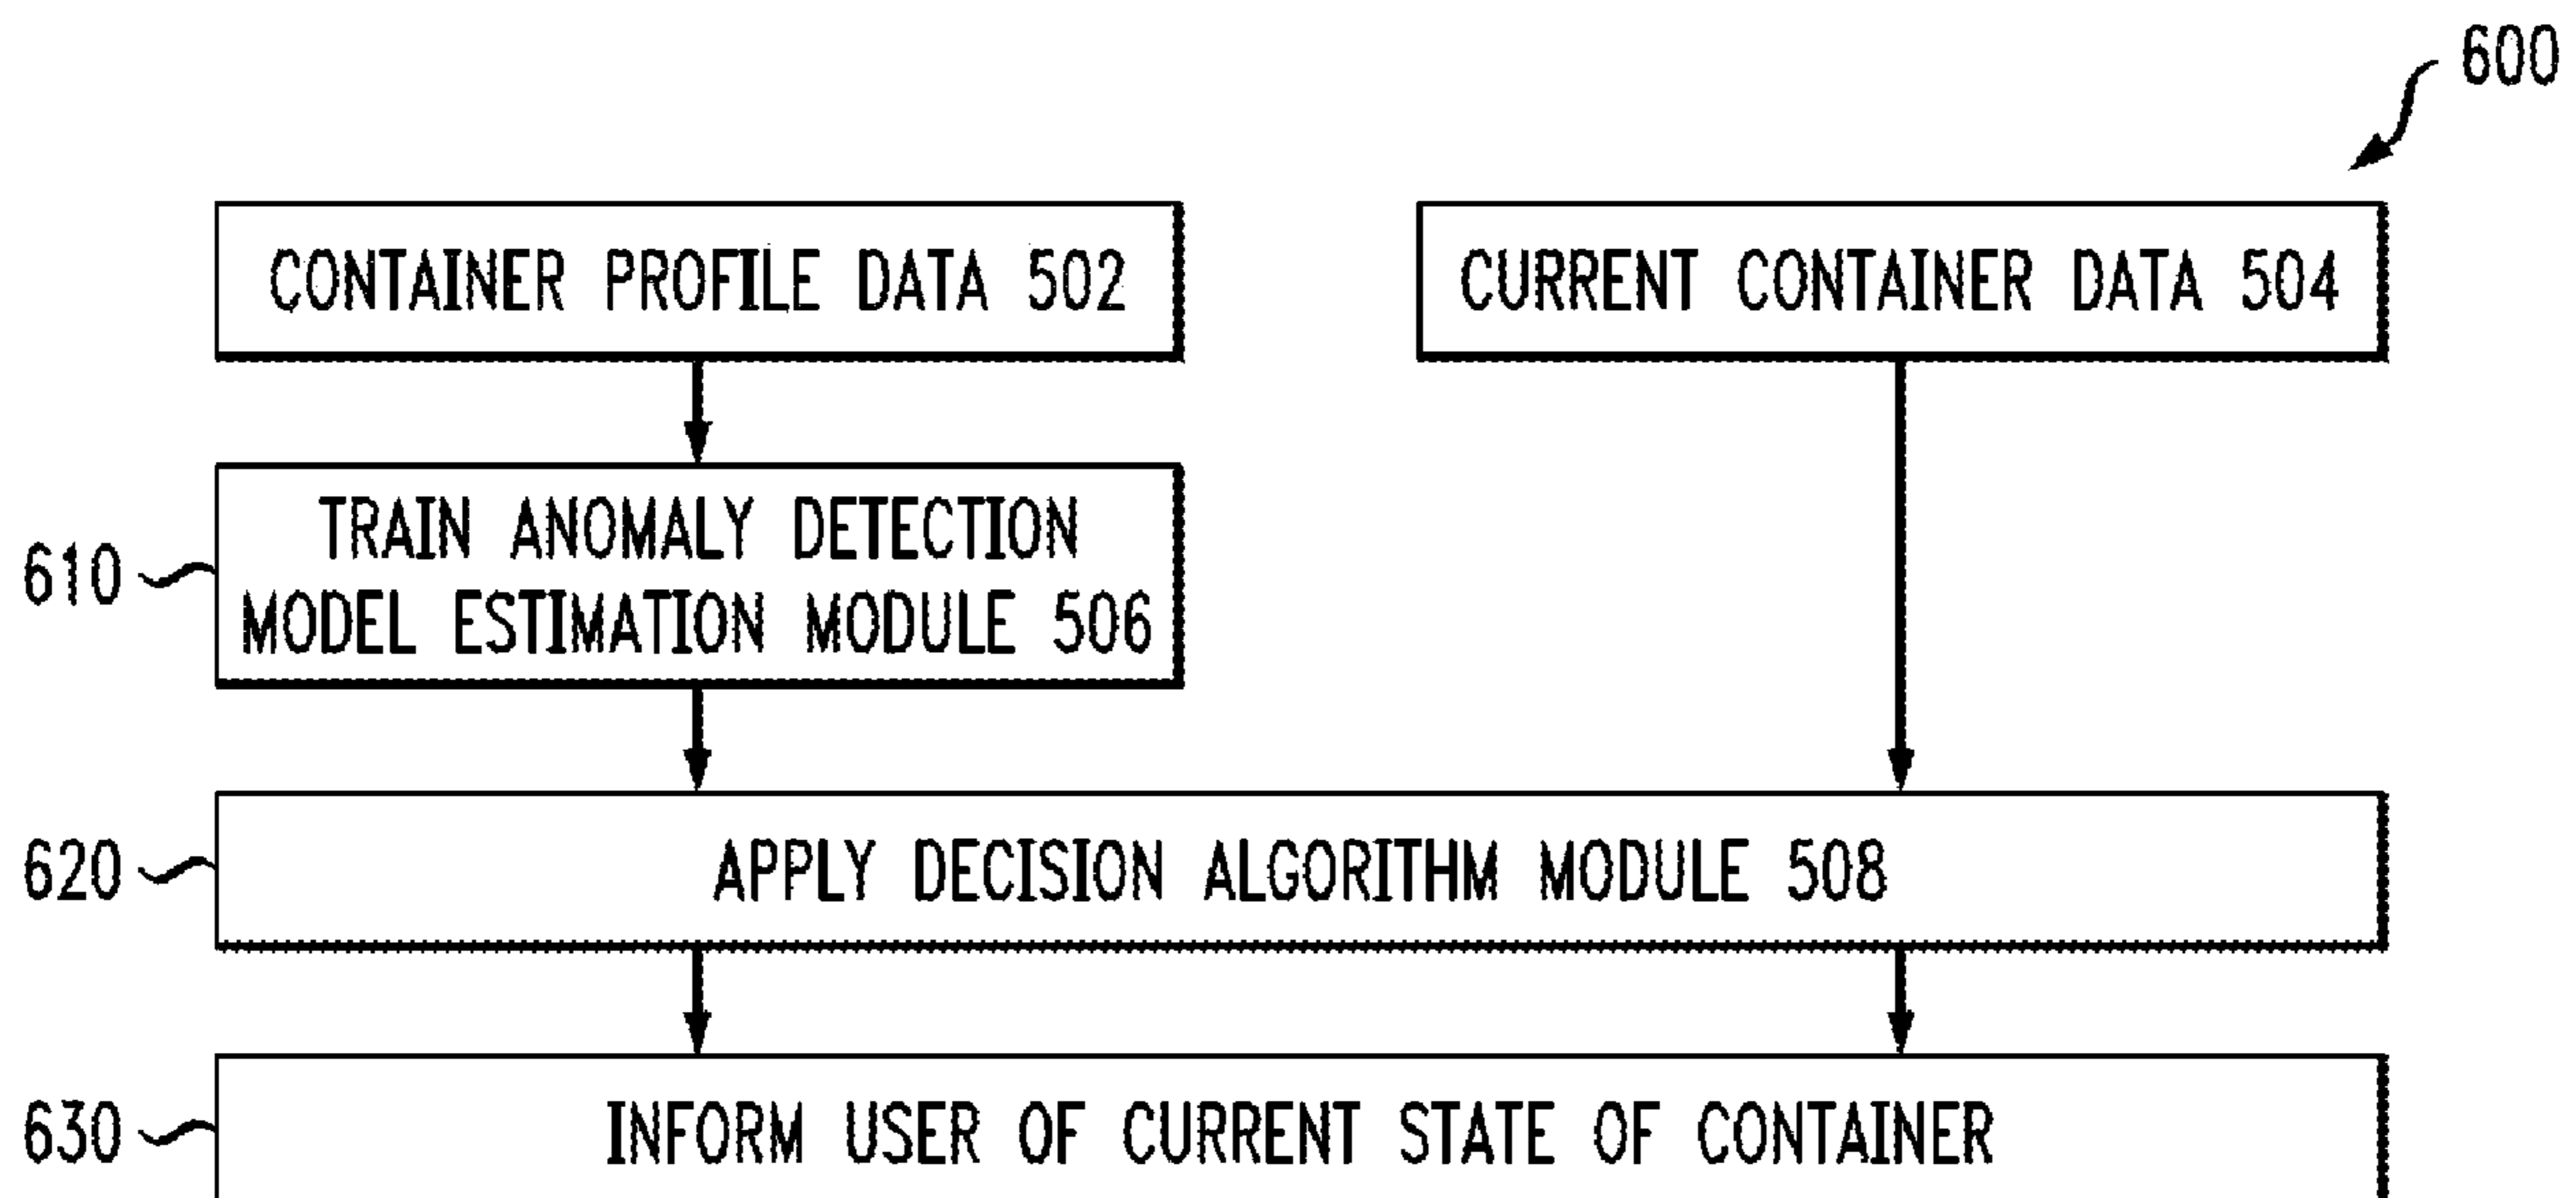 600
CONTAINER PROFILE DATA 502
CURRENT CONTAINER DATA 504
610
TRAIN ANOMALY DETECTION
MODEL ESTIMATION MODULE 506
620
APPLY DECISION ALGORITHM MODULE 508
630
INFORM USER OF CURRENT STATE OF CONTAINER